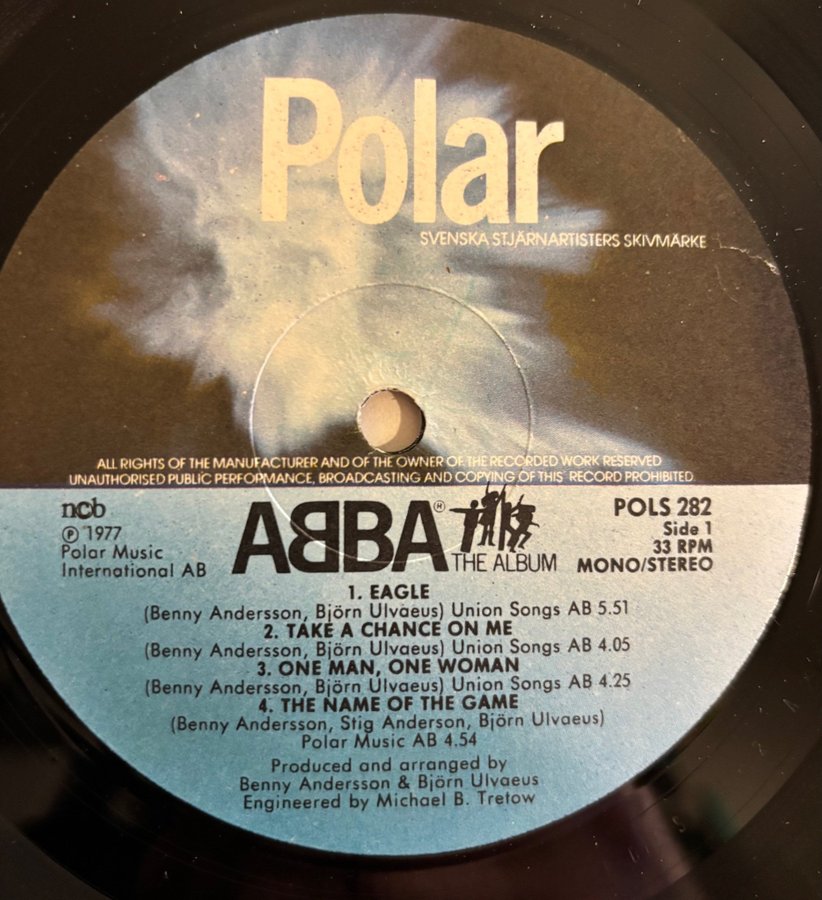 Polar
SVENSKA STJÄRNARTISTERS SKIVMÄRKE
ALL RIGHTS OF THE MANUFACTURER AND OF THE OWNER OF THE RECORDED WORK RESERVED
UNAUTHORISED PUBLIC PERFORMANCE, BROADCASTING AND COPYING OF THIS RECORD PROHIBITED
ncb
℗ 1977
Polar Music
International AB
ABBA
THE ALBUM
POLS 282
Side 1
33 RPM
MONO/STEREO
1. EAGLE
(Benny Andersson, Björn Ulvaeus) Union Songs AB 5.51
2. TAKE A CHANCE ON ME
(Benny Andersson, Björn Ulvaeus) Union Songs AB 4.05
3. ONE MAN, ONE WOMAN
(Benny Andersson, Björn Ulvaeus) Union Songs AB 4.25
4. THE NAME OF THE GAME
(Benny Andersson, Stig Anderson, Björn Ulvaeus)
Polar Music AB 4.54
Produced and arranged by
Benny Andersson & Björn Ulvaeus
Engineered by Michael B. Tretow